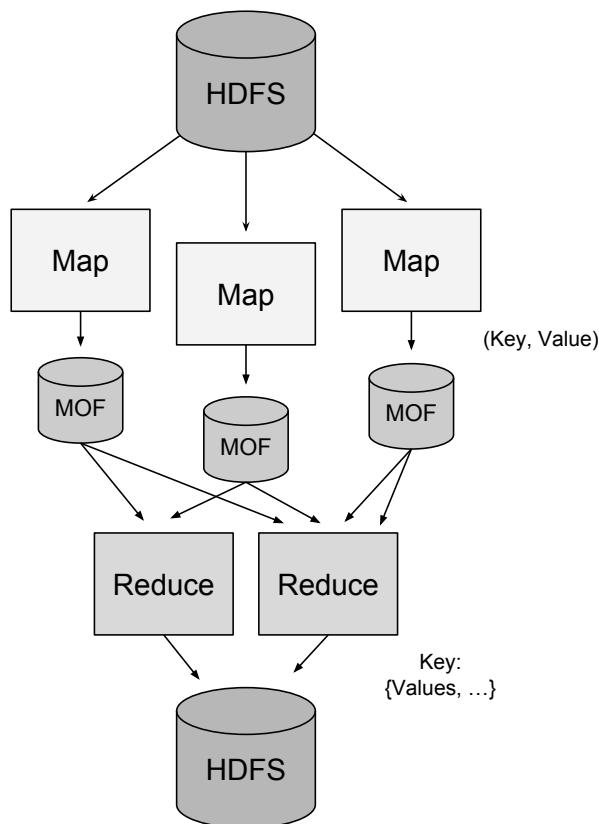 HDFS
Map
Map
Map
(Key, Value)
MOF
MOF
MOF
Reduce
Reduce
Key:
{Values, …}
HDFS